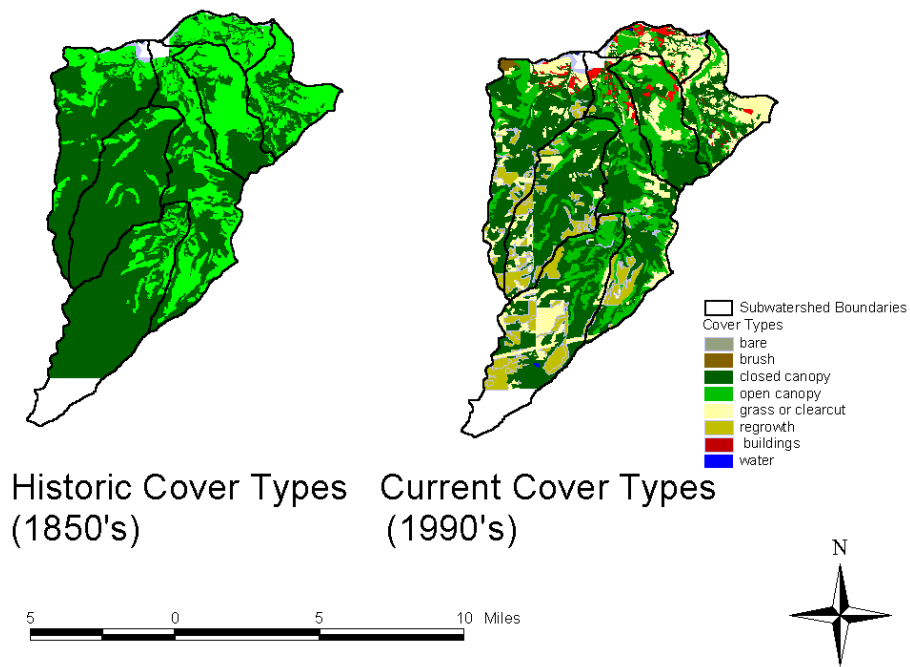 Subwatershed Boundaries
Cover Types
bare
brush
closed canopy
open canopy
grass or clearcut
regrowth
buildings
water
Historic Cover Types
(1850's)
Current Cover Types
(1990's)
N
5 0 5 10 Miles